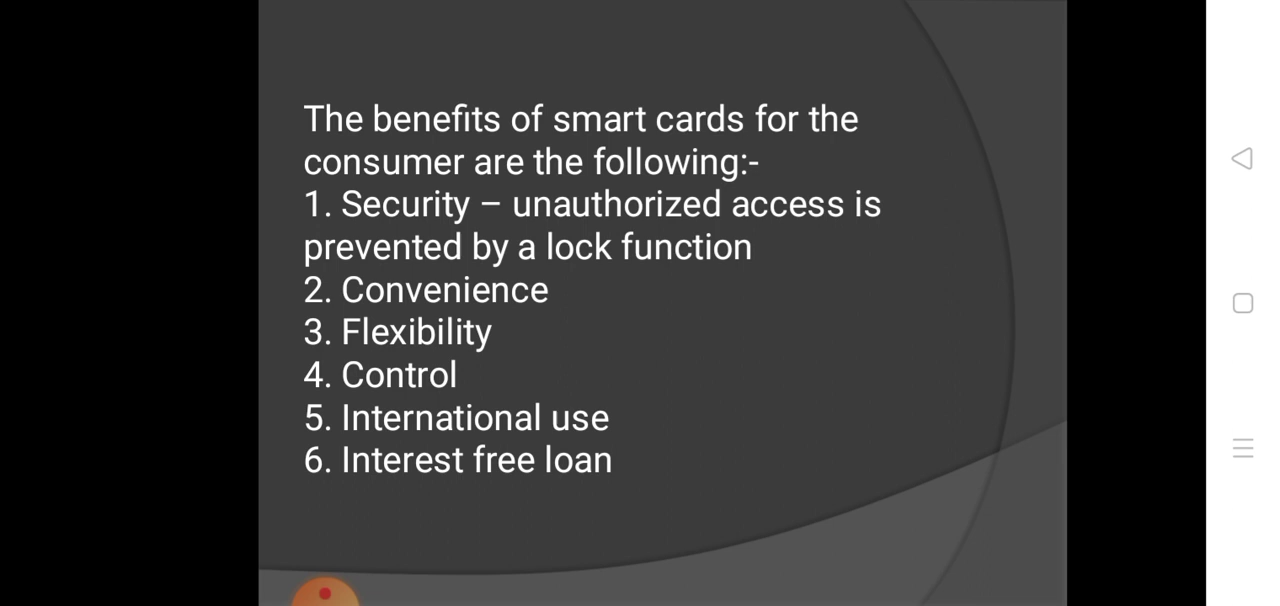 The benefits of smart cards for the
consumer are the following:-
1. Security – unauthorized access is
prevented by a lock function
2. Convenience
3. Flexibility
4. Control
5. International use
6. Interest free loan